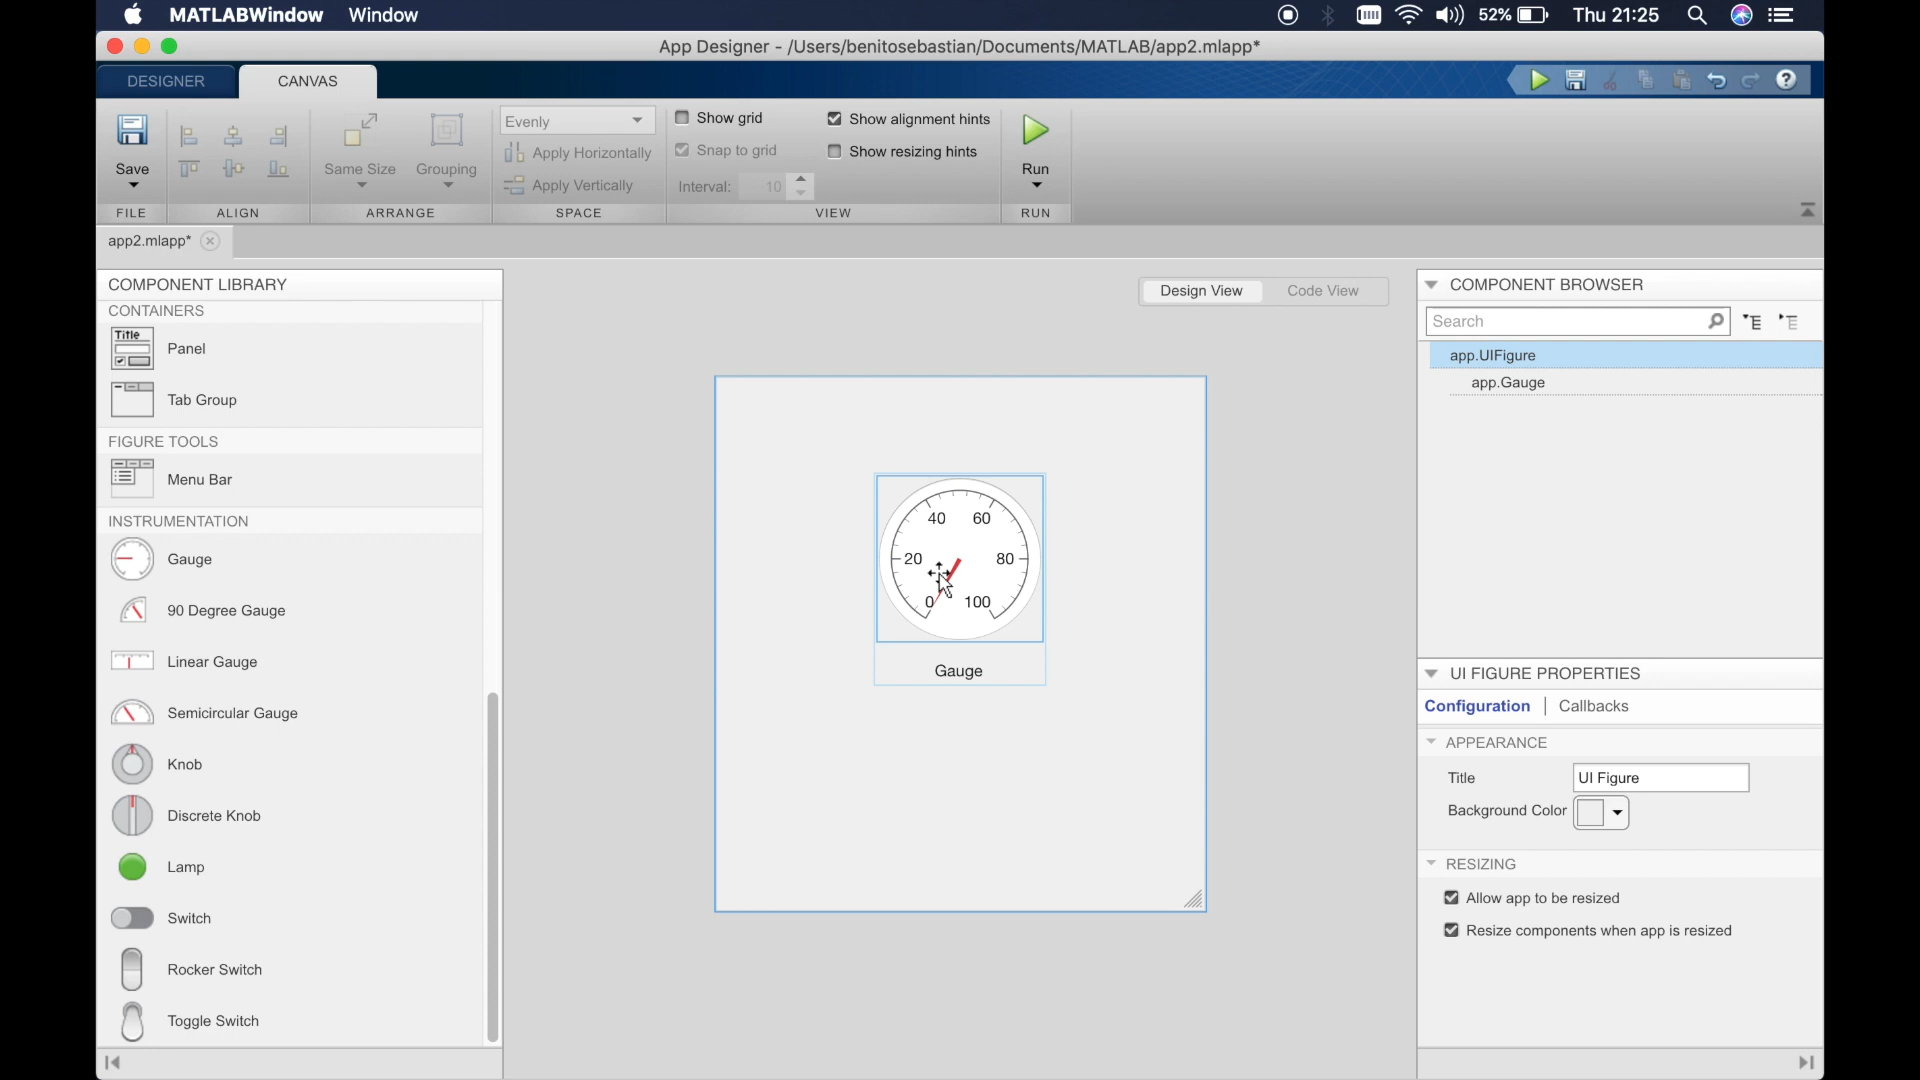 MATLABWindow Window 52% Thu 21:25
App Designer - /Users/benitosebastian/Documents/MATLAB/app2.mlapp*
DESIGNER CANVAS
Save
FILE
ALIGN
Same Size Grouping
ARRANGE
Evenly
Apply Horizontally
Apply Vertically
SPACE
Show grid Show alignment hints
Snap to grid Show resizing hints
Interval: 10
VIEW
Run
RUN
app2.mlapp*
COMPONENT LIBRARY
CONTAINERS
Title
Panel
Tab Group
FIGURE TOOLS
Menu Bar
INSTRUMENTATION
Gauge
90 Degree Gauge
Linear Gauge
Semicircular Gauge
Knob
Discrete Knob
Lamp
Switch
Rocker Switch
Toggle Switch
Design View Code View
40 60
20 80
0 100
Gauge
COMPONENT BROWSER
Search
app.UIFigure
app.Gauge
UI FIGURE PROPERTIES
Configuration | Callbacks
APPEARANCE
Title UI Figure
Background Color
RESIZING
Allow app to be resized
Resize components when app is resized